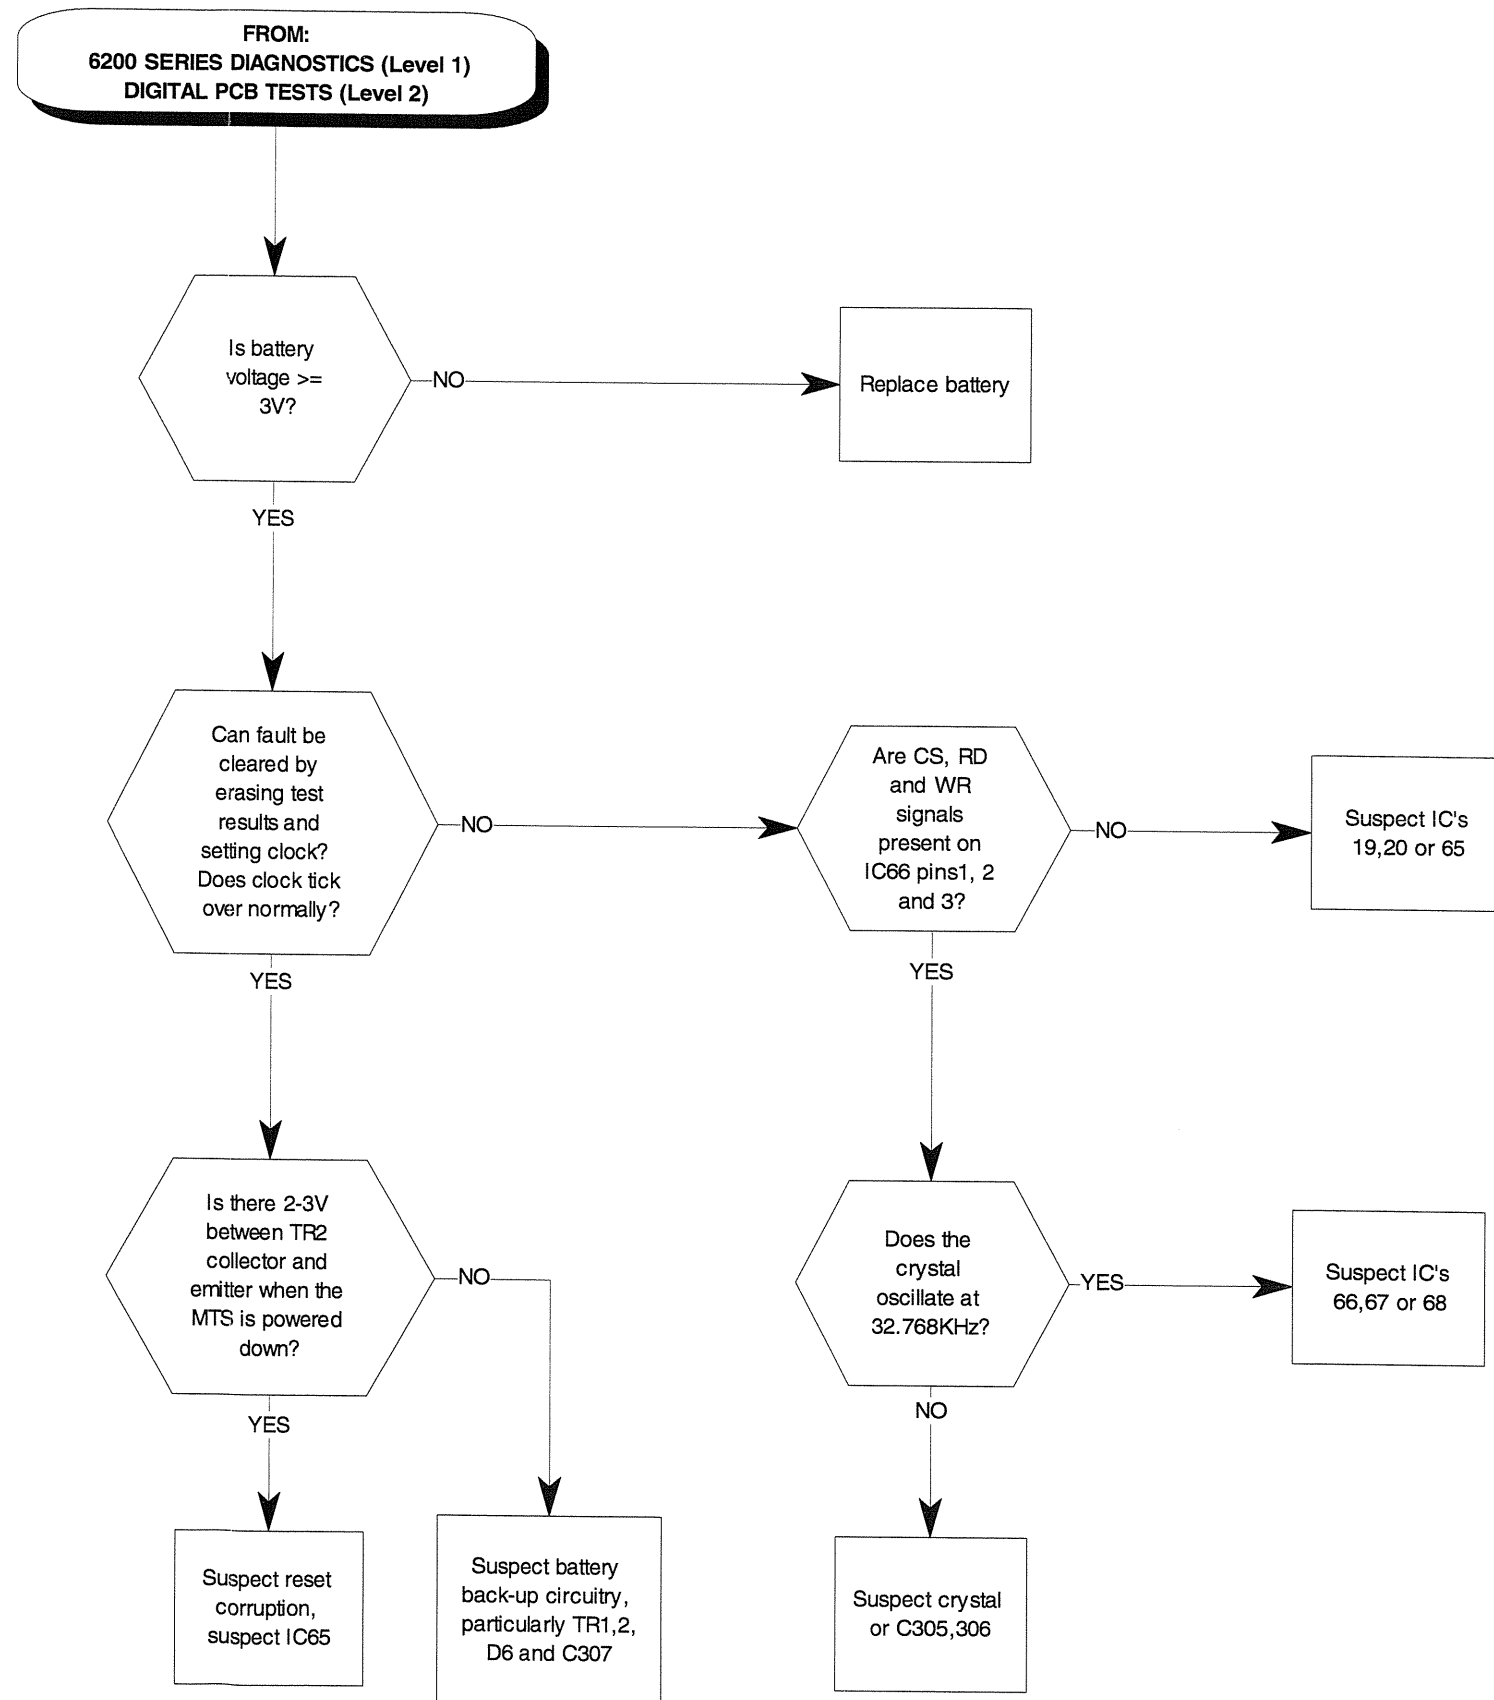 FROM:
6200 SERIES DIAGNOSTICS (Level 1)
DIGITAL PCB TESTS (Level 2)
Is battery
voltage >=
3V?
NO
Replace battery
YES
Can fault be
cleared by
erasing test
results and
setting clock?
Does clock tick
over normally?
NO
Are CS, RD
and WR
signals
present on
IC66 pins1, 2
and 3?
NO
Suspect IC's
19,20 or 65
YES
YES
Is there 2-3V
between TR2
collector and
emitter when the
MTS is powered
down?
NO
Does the
crystal
oscillate at
32.768KHz?
YES
Suspect IC's
66,67 or 68
YES
NO
Suspect reset
corruption,
suspect IC65
Suspect battery
back-up circuitry,
particularly TR1,2,
D6 and C307
Suspect crystal
or C305,306